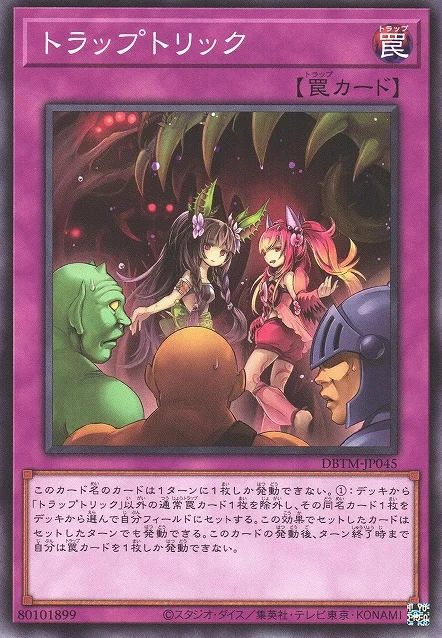 トラップトリック
トラップ
罠
トラップ
【罠カード】
DBTM-JP045
このカード名のカードは1ターンに1枚しか発動できない。①：デッキから
「トラップトリック」以外の通常罠カード1枚を除外し、その同名カード1枚を
デッキから選んで自分フィールドにセットする。この効果でセットしたカードは
セットしたターンでも発動できる。このカードの発動後、ターン終了時まで
自分は罠カードを1枚しか発動できない。
80101899
©スタジオ・ダイス／集英社・テレビ東京・KONAMI